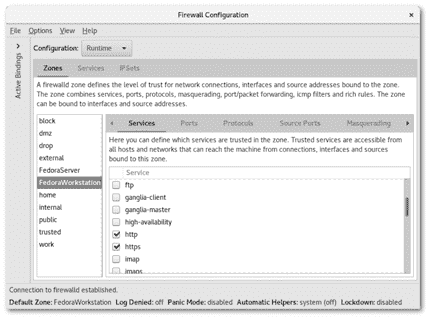 Firewall Configuration
File Options View Help
Active Bindings
Configuration: Runtime
Zones Services IPSets
A firewalld zone defines the level of trust for network connections, interfaces and source addresses bound to the zone.
The zone combines services, ports, protocols, masquerading, port/packet forwarding, icmp filters and rich rules. The zone
can be bound to interfaces and source addresses.
block
dmz
drop
external
FedoraServer
FedoraWorkstation
home
internal
public
trusted
work
Services Ports Protocols Source Ports Masquerading
Here you can define which services are trusted in the zone. Trusted services are accessible from
all hosts and networks that can reach the machine from connections, interfaces and sources
bound to this zone.
Service
ftp
ganglia-client
ganglia-master
high-availability
http
https
imap
imaps
Connection to firewalld established.
Default Zone: FedoraWorkstation Log Denied: off Panic Mode: disabled Automatic Helpers: system (off) Lockdown: disabled